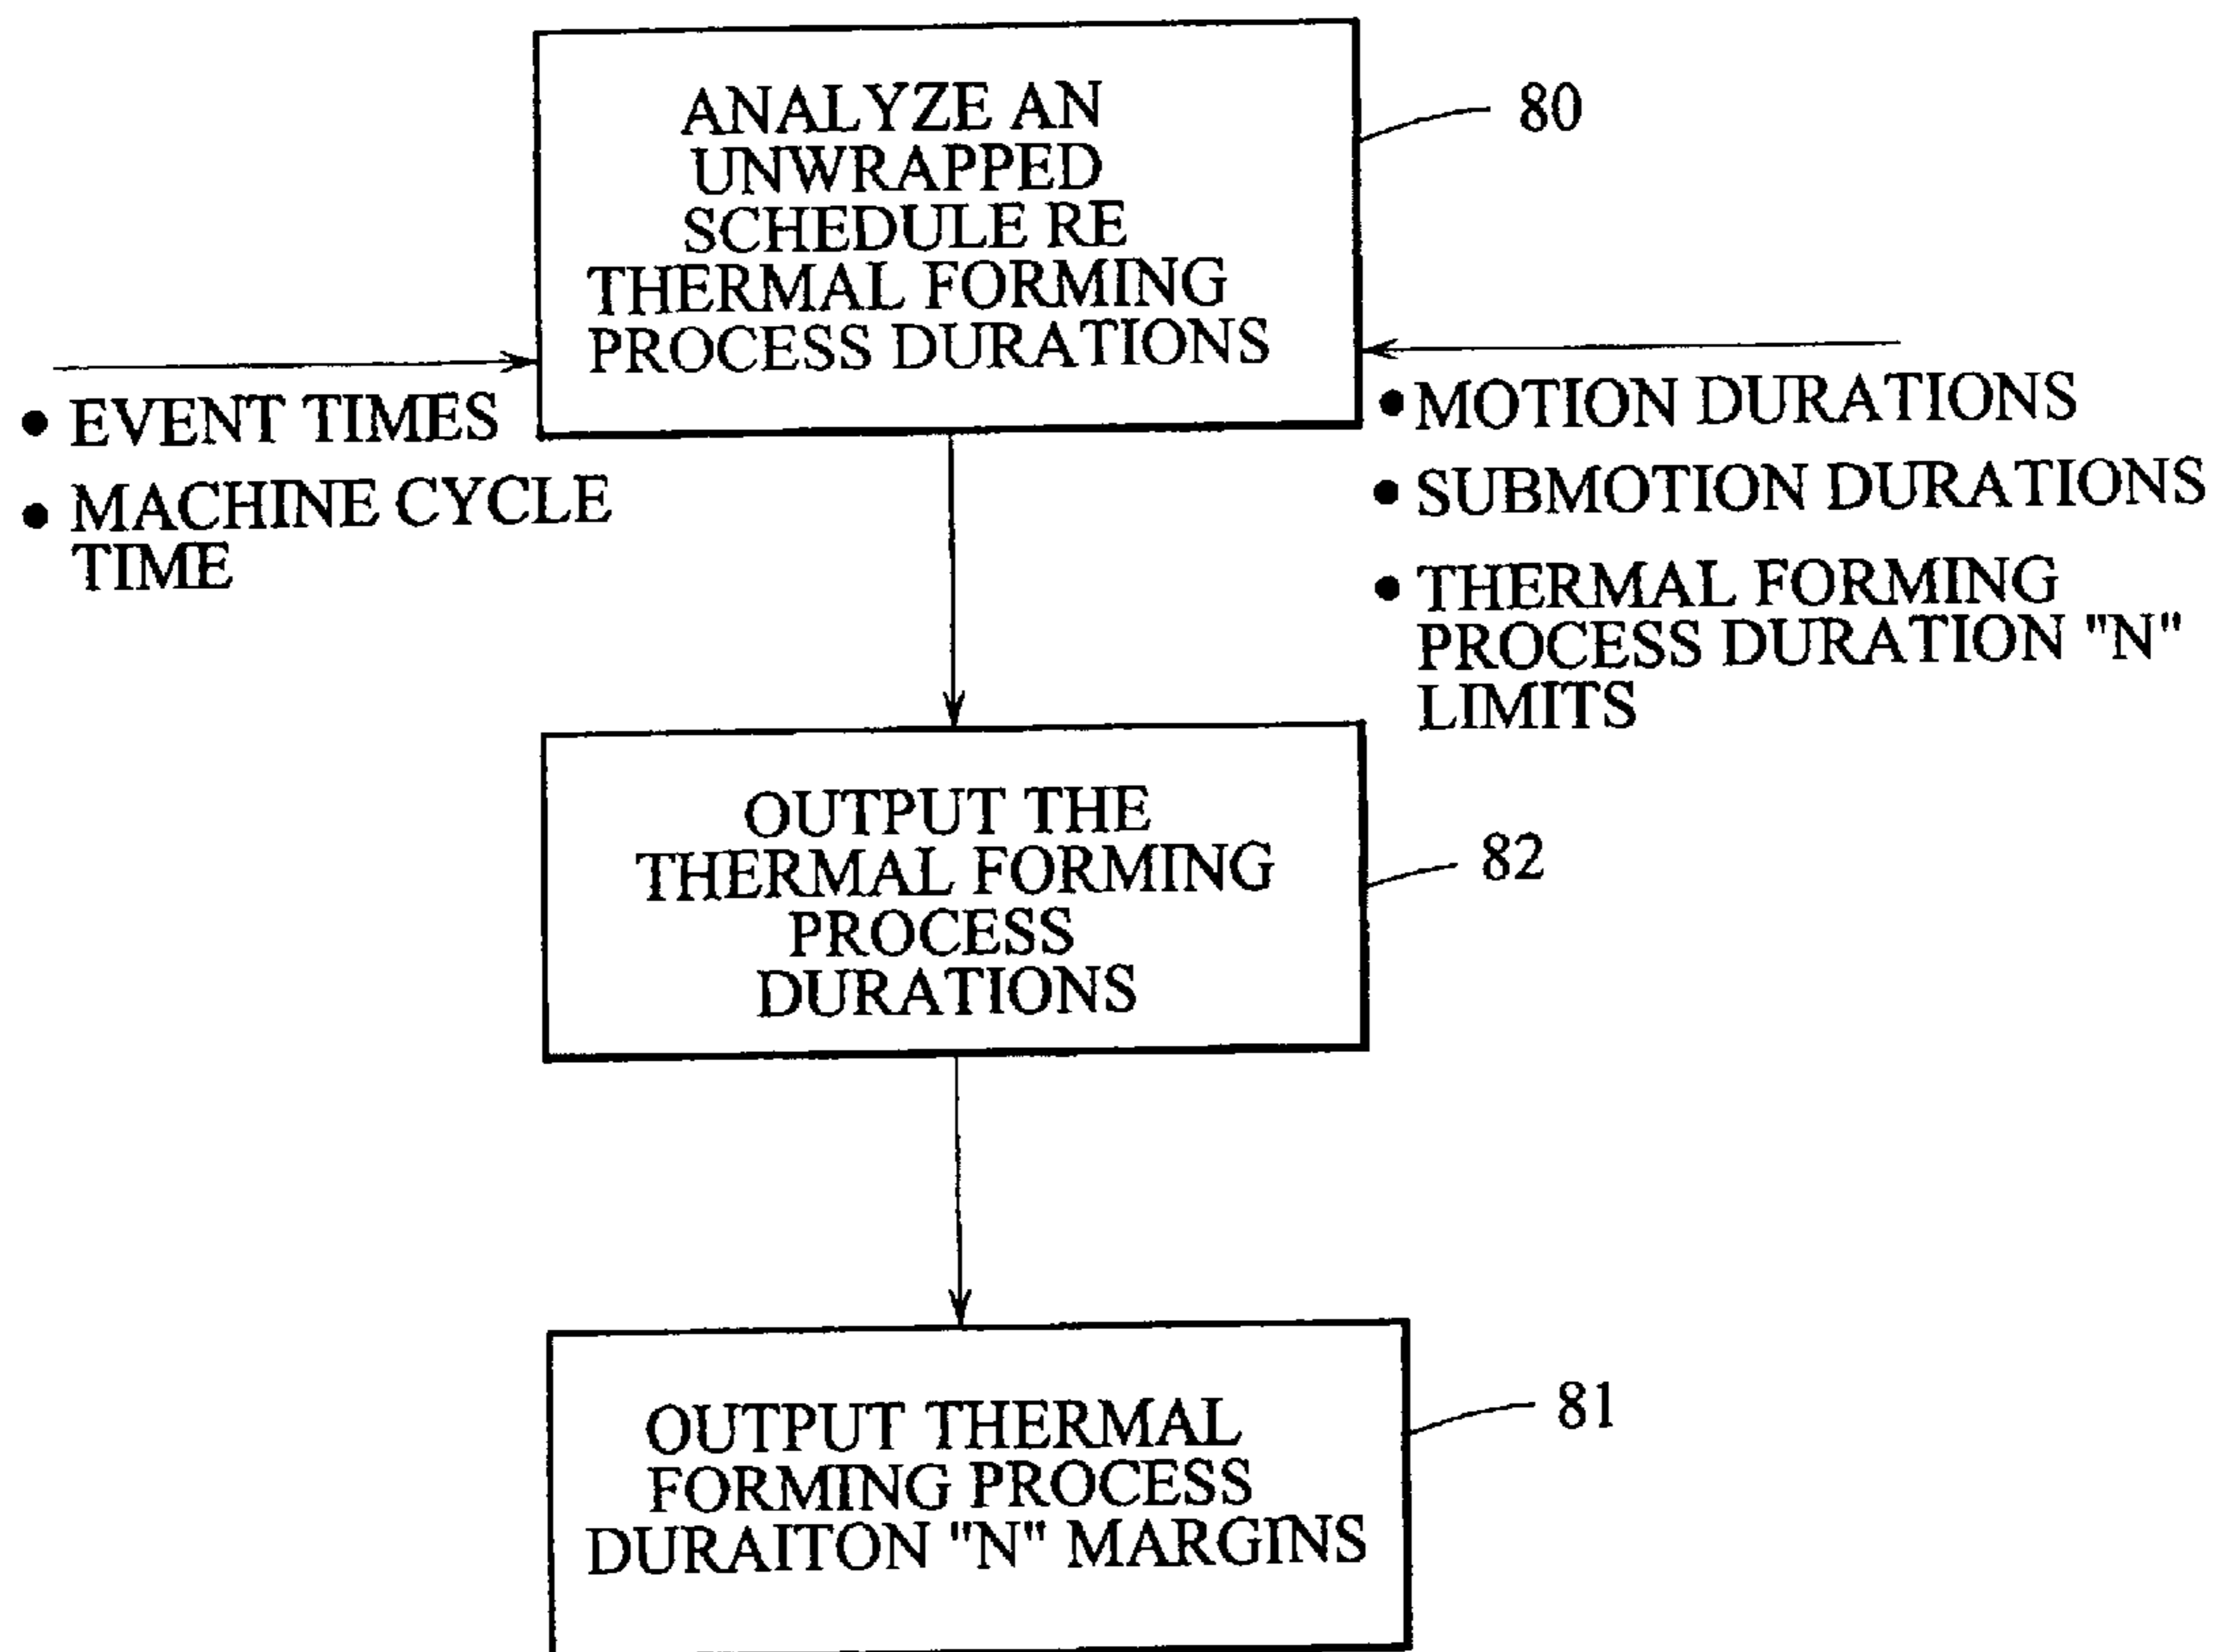 ANALYZE AN
UNWRAPPED
SCHEDULE RE
THERMAL FORMING
PROCESS DURATIONS
80
• EVENT TIMES
• MACHINE CYCLE
TIME
• MOTION DURATIONS
• SUBMOTION DURATIONS
• THERMAL FORMING
PROCESS DURATION "N"
LIMITS
OUTPUT THE
THERMAL FORMING
PROCESS
DURATIONS
82
OUTPUT THERMAL
FORMING PROCESS
DURAITON "N" MARGINS
81